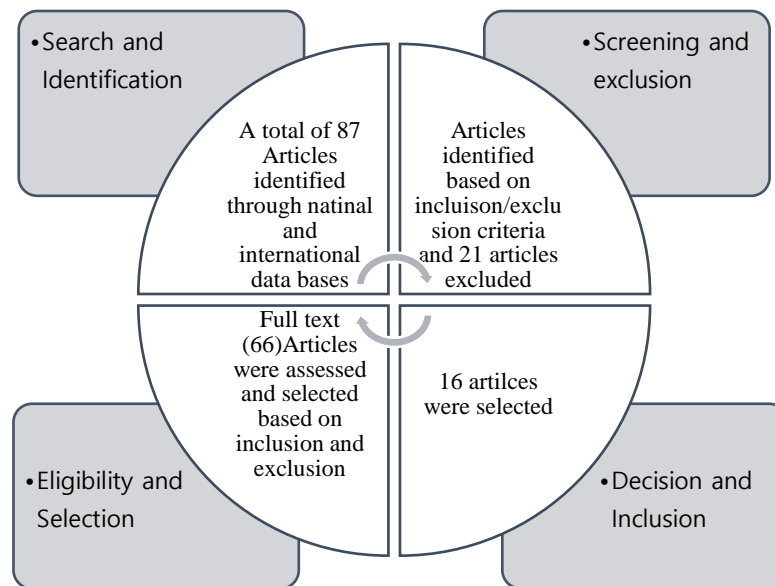 •Search and
Identification
A total of 87
Articles
identified
through natinal
and
international
data bases
•Screening and
exclusion
Articles
identified
based on
incluison/exclu
sion criteria
and 21 articles
excluded
Full text
(66)Articles
were assessed
and selected
based on
inclusion and
exclusion
•Eligibility and
Selection
16 artilces
were selected
•Decision and
Inclusion